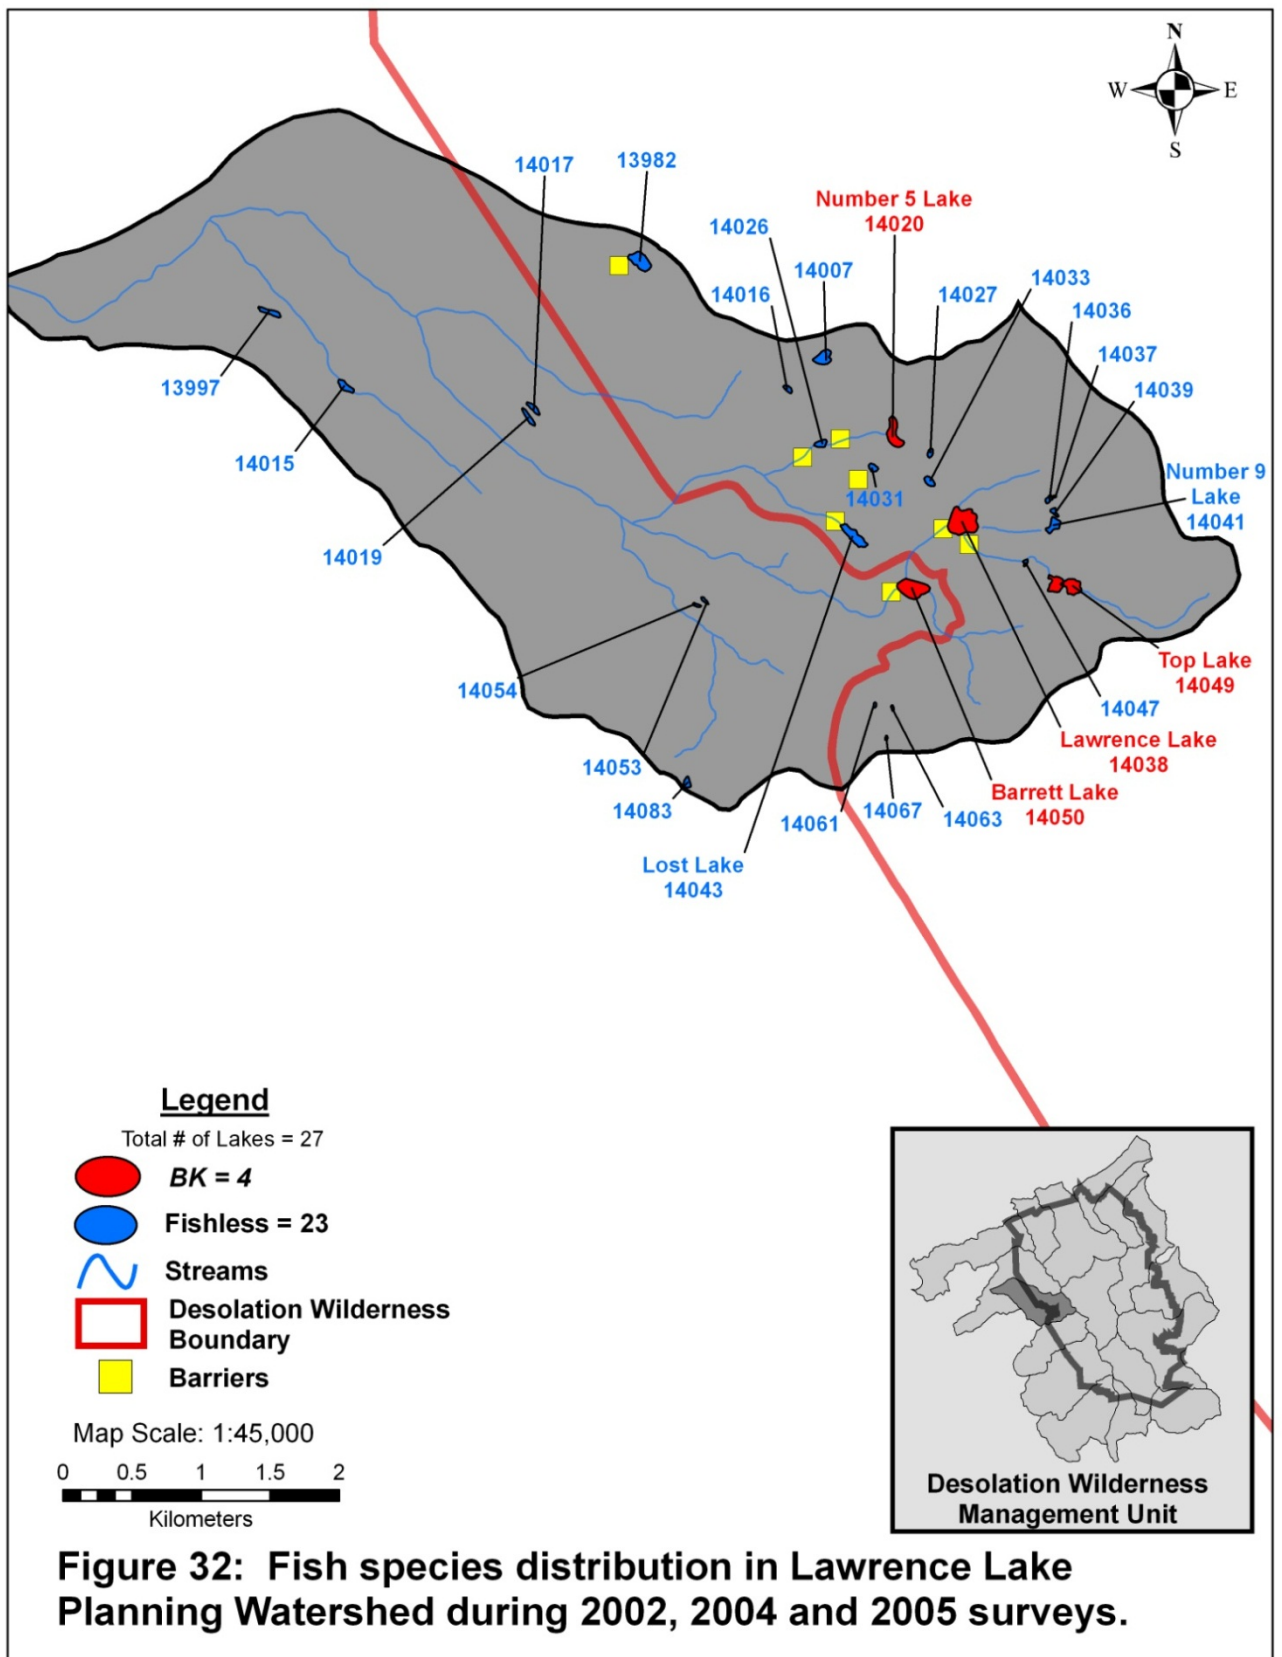 N
W
E
S
14017
13982
Number 5 Lake
14020
14026
14007
14016
14027
14033
14036
14037
14039
13997
14015
14031
Number 9
Lake
14041
14019
14054
Top Lake
14049
14047
Lawrence Lake
14038
14053
14083
14061
14067
14063
Barrett Lake
14050
Lost Lake
14043
Legend
Total # of Lakes = 27
BK = 4
Fishless = 23
Streams
Desolation Wilderness
Boundary
Barriers
Map Scale: 1:45,000
0 0.5 1 1.5 2
Kilometers
Desolation Wilderness
Management Unit
Figure 32: Fish species distribution in Lawrence Lake
Planning Watershed during 2002, 2004 and 2005 surveys.